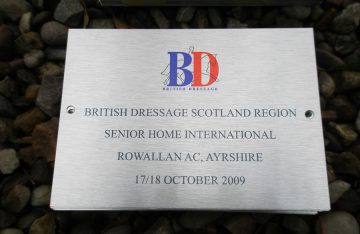 BD
BRITISH DRESSAGE
BRITISH DRESSAGE SCOTLAND REGION
SENIOR HOME INTERNATIONAL
ROWALLAN AC, AYRSHIRE
17/18 OCTOBER 2009